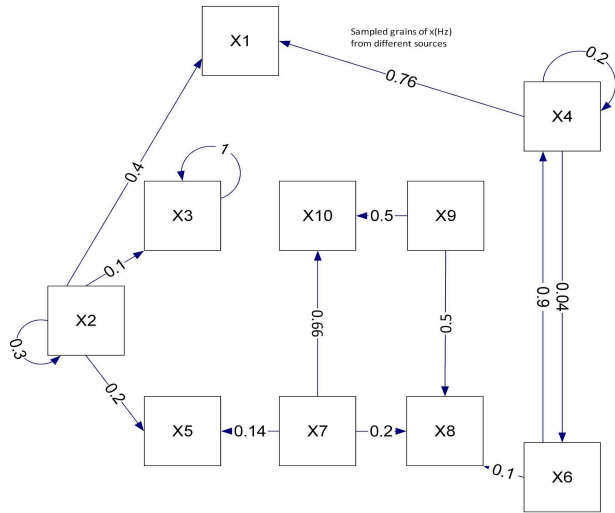 X1
Sampled grains of x(Hz)
from different sources
0.2
0.76
X4
0.4
1
X3
X10
0.5
X9
0.1
X2
0.3
0.66
0.5
0.9
0.04
0.2
X5
0.14
X7
0.2
X8
0.1
X6